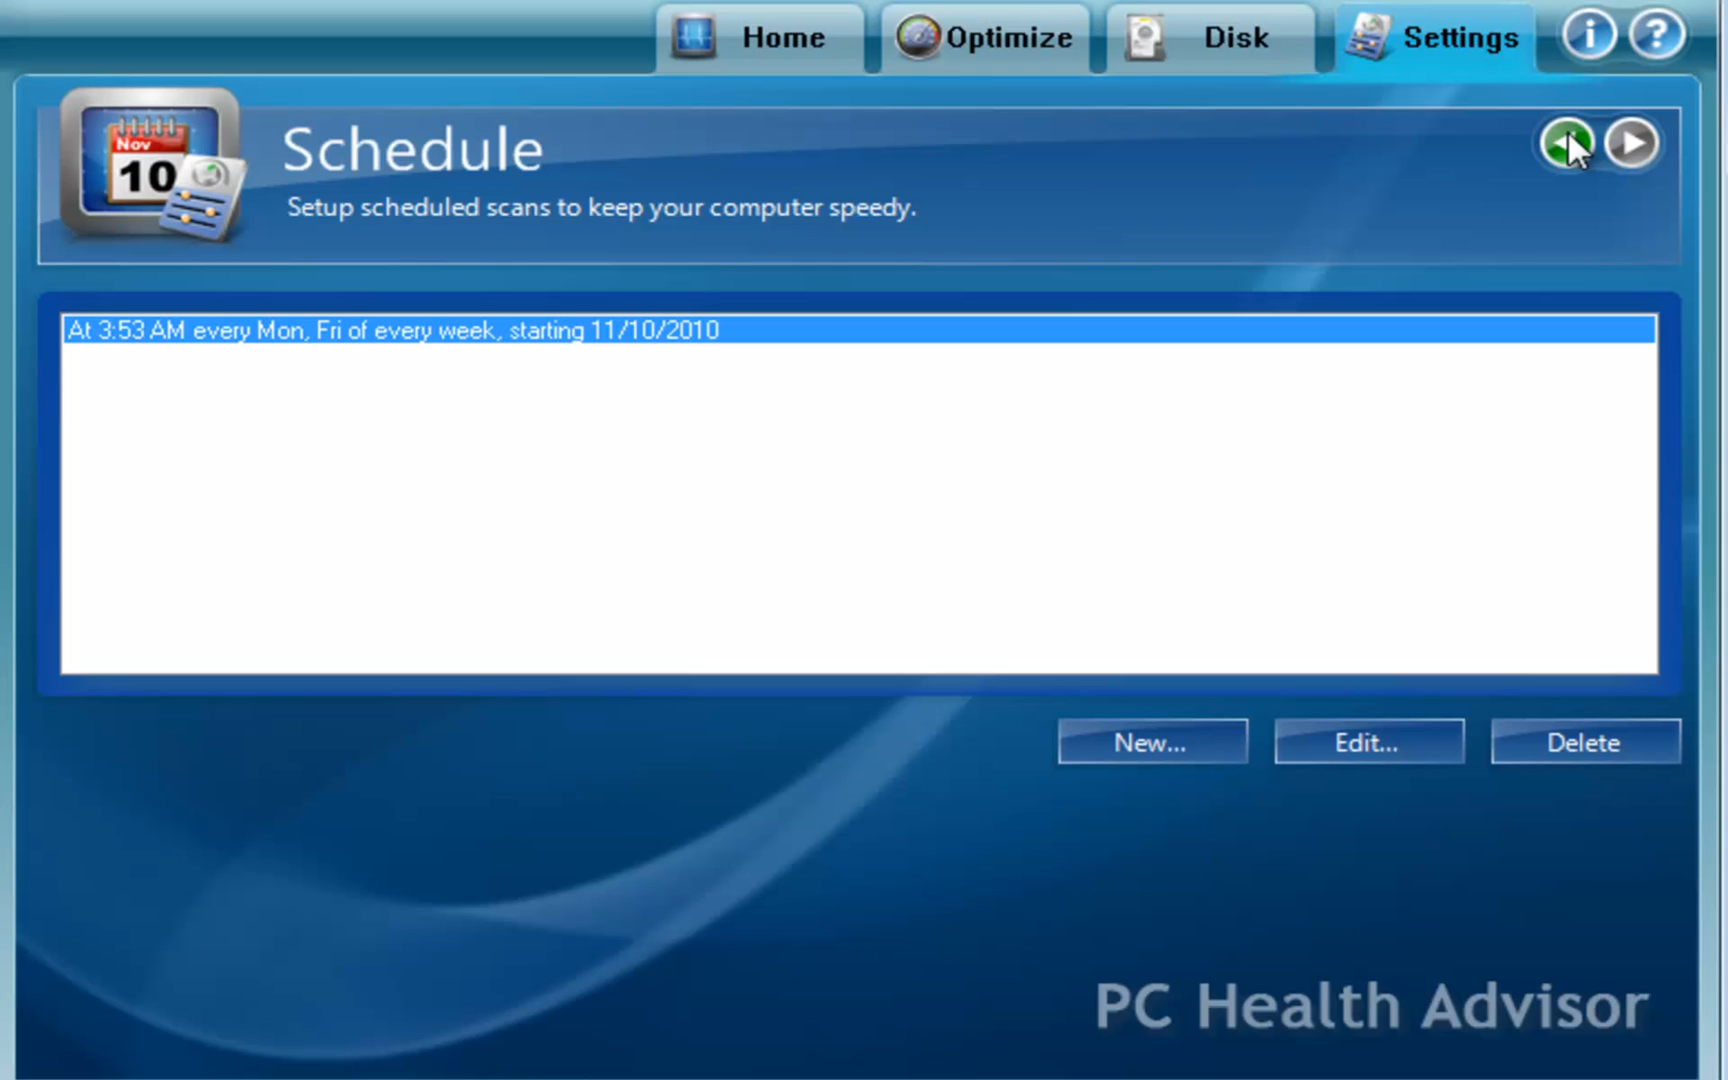 Home
Optimize
Disk
Settings
Nov
10
Schedule
Setup scheduled scans to keep your computer speedy.
At 3:53 AM every Mon, Fri of every week, starting 11/10/2010
New...
Edit...
Delete
PC Health Advisor